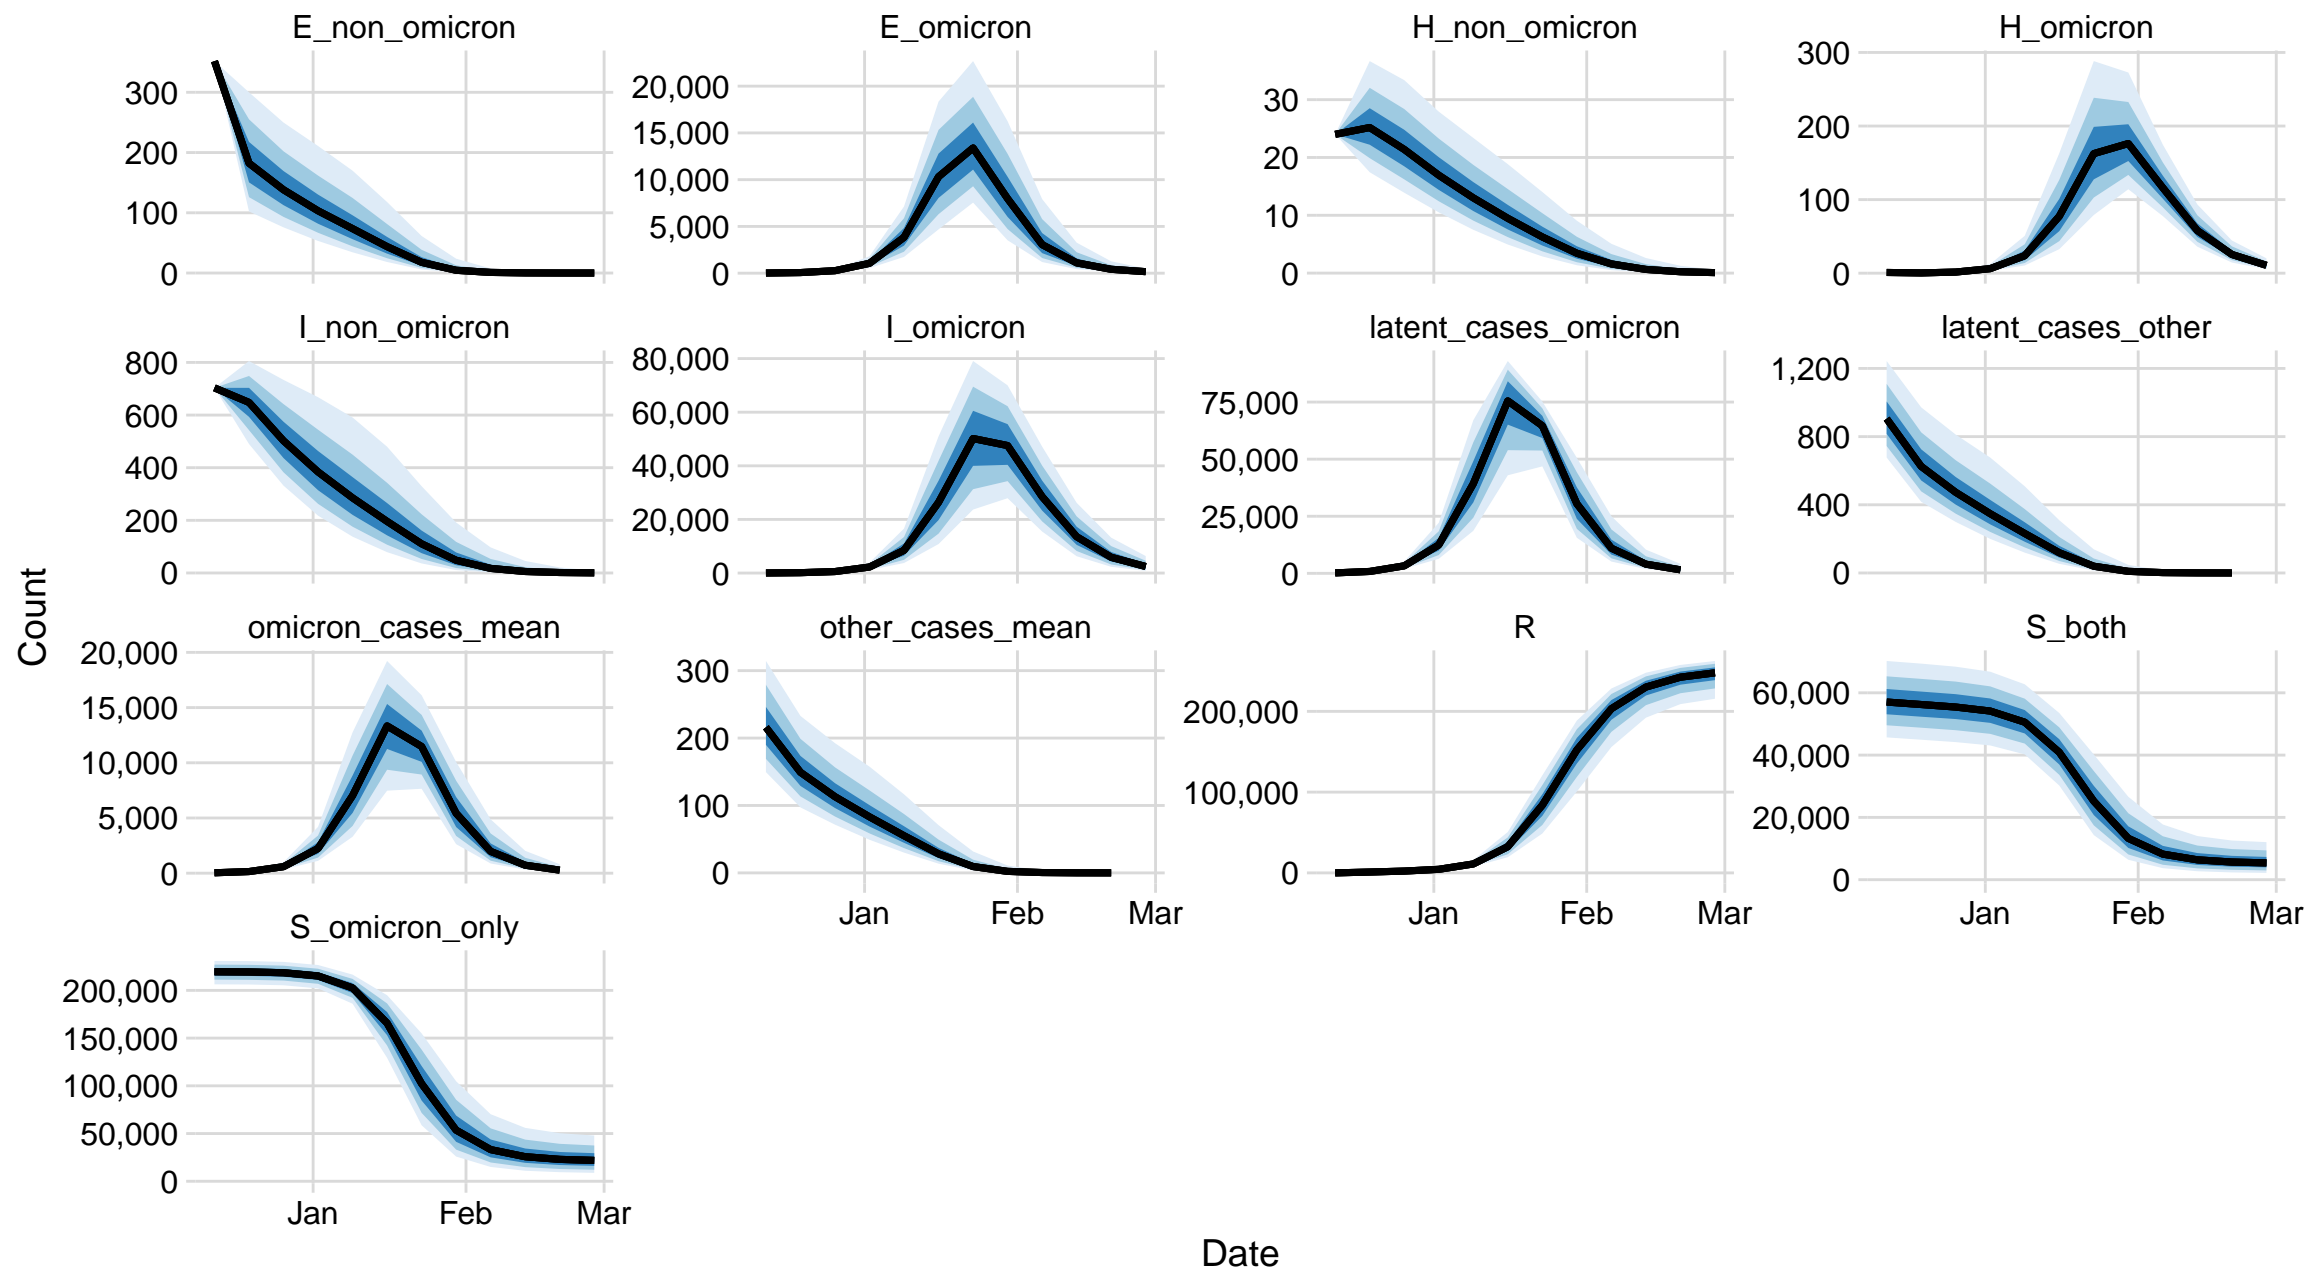 E_non_omicron
E_omicron
H_non_omicron
H_omicron
300
200
100
0
20,000
15,000
10,000
5,000
0
30
20
10
0
300
200
100
0
I_non_omicron
I_omicron
latent_cases_omicron
latent_cases_other
800
600
400
200
0
80,000
60,000
40,000
20,000
0
75,000
50,000
25,000
0
1,200
800
400
0
Count
omicron_cases_mean
other_cases_mean
R
S_both
20,000
15,000
10,000
5,000
0
300
200
100
0
200,000
100,000
0
60,000
40,000
20,000
0
Jan Feb Mar
Jan Feb Mar
Jan Feb Mar
S_omicron_only
200,000
150,000
100,000
50,000
0
Jan Feb Mar
Date